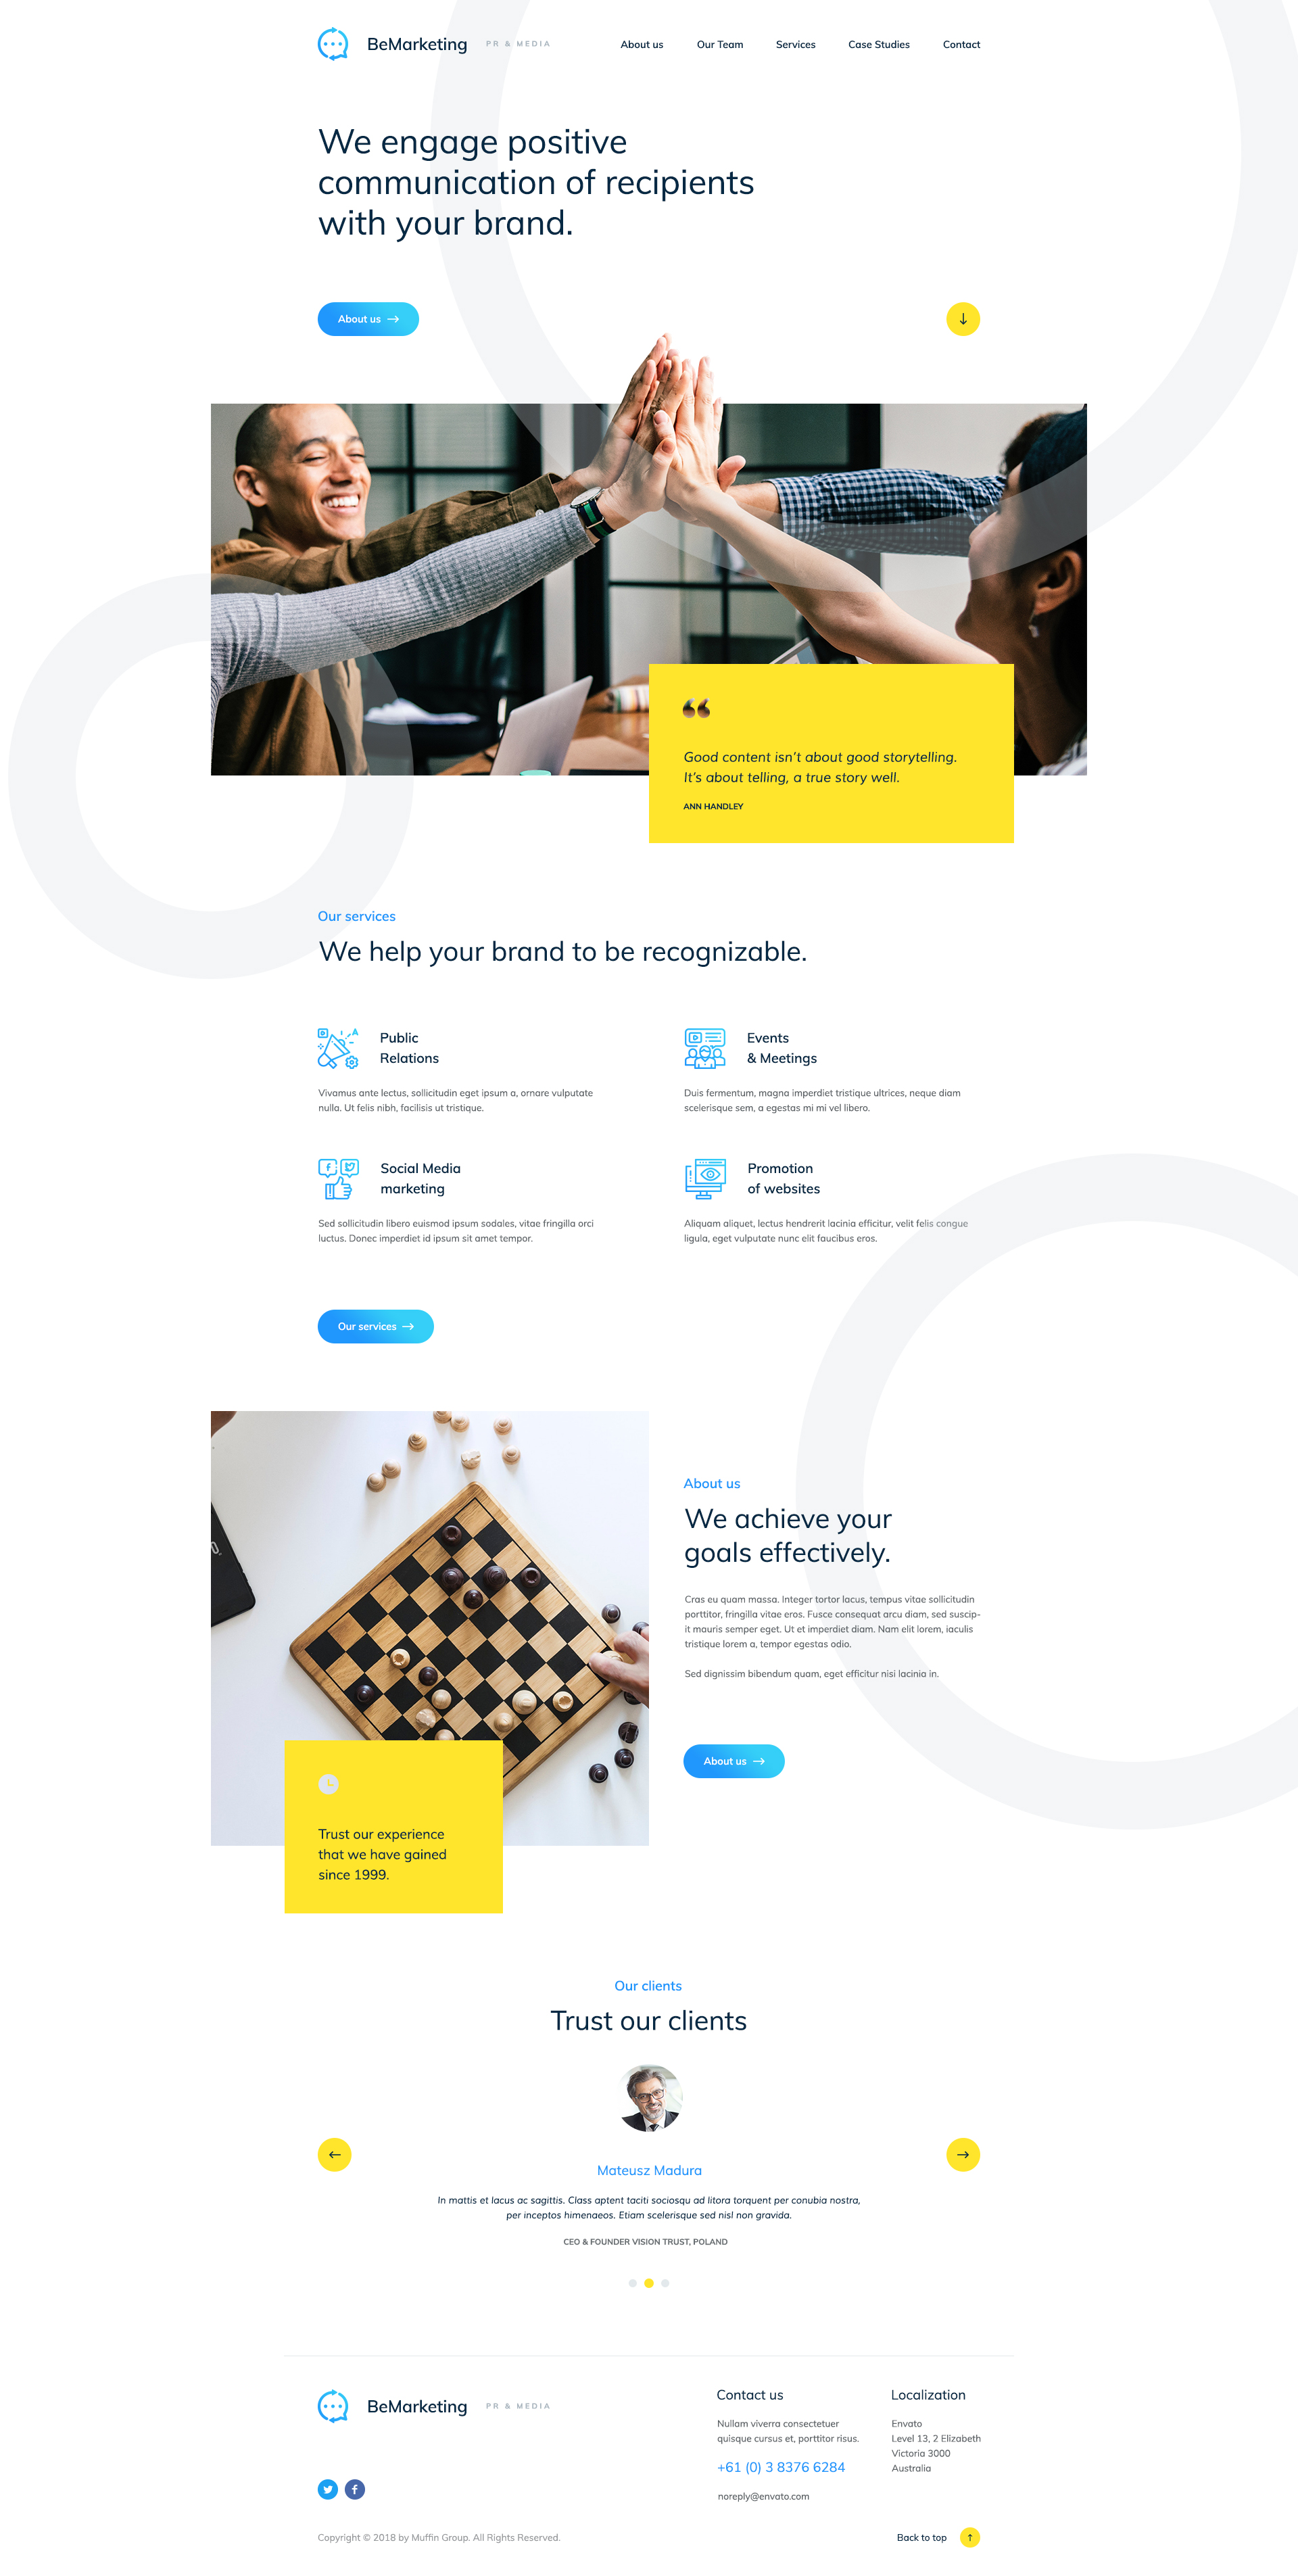 BeMarketing PR & MEDIA About us Our Team Services Case Studies Contact
We engage positive
communication of recipients
with your brand.
About us
Good content isn't about good storytelling.
It's about telling, a true story well.
ANN HANDLEY
Our services
We help your brand to be recognizable.
Public
Relations
Vivamus ante lectus, sollicitudin eget ipsum a, ornare vulputate
nulla. Ut felis nibh, facilisis ut tristique.
Events
& Meetings
Duis fermentum, magna imperdiet tristique ultrices, neque diam
scelerisque sem, a egestas mi mi vel libero.
Social Media
marketing
Sed sollicitudin libero euismod ipsum sodales, vitae fringilla orci
luctus. Donec imperdiet id ipsum sit amet tempor.
Promotion
of websites
Aliquam aliquet, lectus hendrerit lacinia efficitur, velit felis congue
ligula, eget vulputate nunc elit faucibus eros.
Our services
About us
We achieve your
goals effectively.
Cras eu quam massa. Integer tortor lacus, tempus vitae sollicitudin
porttitor, fringilla vitae eros. Fusce consequat arcu diam, sed suscip-
it mauris semper eget. Ut et imperdiet diam. Nam elit lorem, iaculis
tristique lorem a, tempor egestas odio.
Sed dignissim bibendum quam, eget efficitur nisi lacinia in.
About us
Trust our experience
that we have gained
since 1999.
Our clients
Trust our clients
Mateusz Madura
In mattis et lacus ac sagittis. Class aptent taciti sociosqu ad litora torquent per conubia nostra,
per inceptos himenaeos. Etiam scelerisque sed nisl non gravida.
CEO & FOUNDER VISION TRUST, POLAND
BeMarketing PR & MEDIA
Contact us
Nullam viverra consectetuer
quisque cursus et, porttitor risus.
+61 (0) 3 8376 6284
noreply@envato.com
Localization
Envato
Level 13, 2 Elizabeth
Victoria 3000
Australia
Copyright © 2018 by Muffin Group. All Rights Reserved.
Back to top